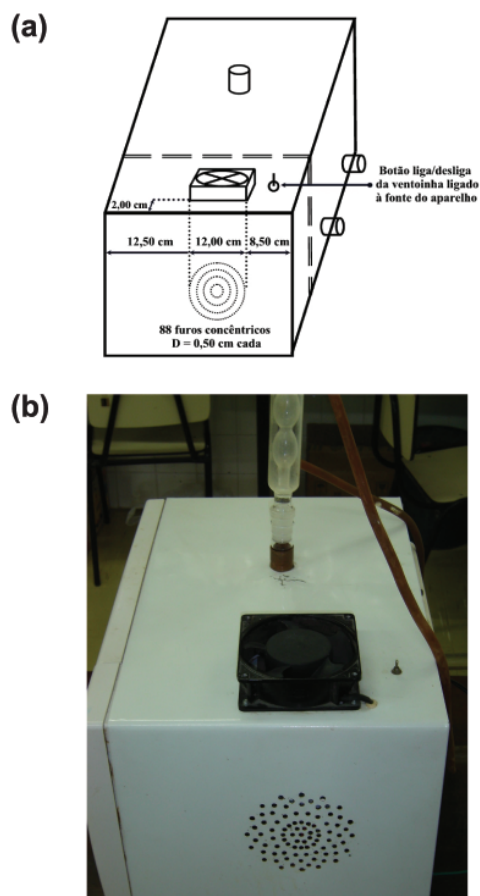 (a)
Botão liga/desliga
da ventoinha ligado
à fonte do aparelho
2,00 cm
12,50 cm 12,00 cm 8,50 cm
88 furos concêntricos
D = 0,50 cm cada
(b)